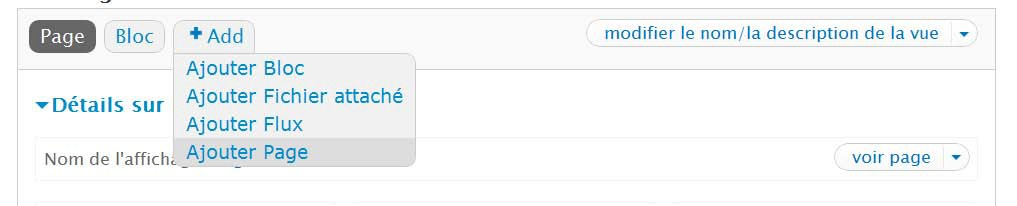 Page Bloc Add modifier le nom/la description de la vue
Ajouter Bloc
Ajouter Fichier attaché
Détails sur
Ajouter Flux
Ajouter Page
Nom de voir page